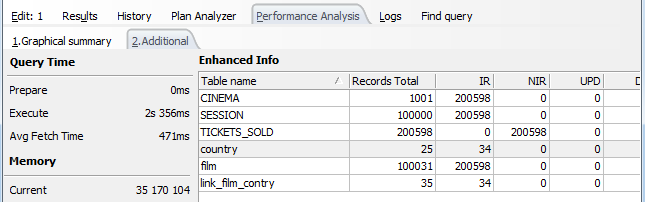 Edit: 1 Results History Plan Analyzer Performance Analysis Logs Find query
1.Graphical summary 2.Additional
Query Time
Prepare 0ms
Execute 2s 356ms
Avg Fetch Time 471ms
Memory
Current 35 170 104
Enhanced Info
Table name / Records Total IR NIR UPD D
CINEMA 1001 200598 0 0
SESSION 100000 200598 0 0
TICKETS_SOLD 200598 0 200598 0
country 25 34 0 0
film 100031 200598 0 0
link_film_contry 35 34 0 0